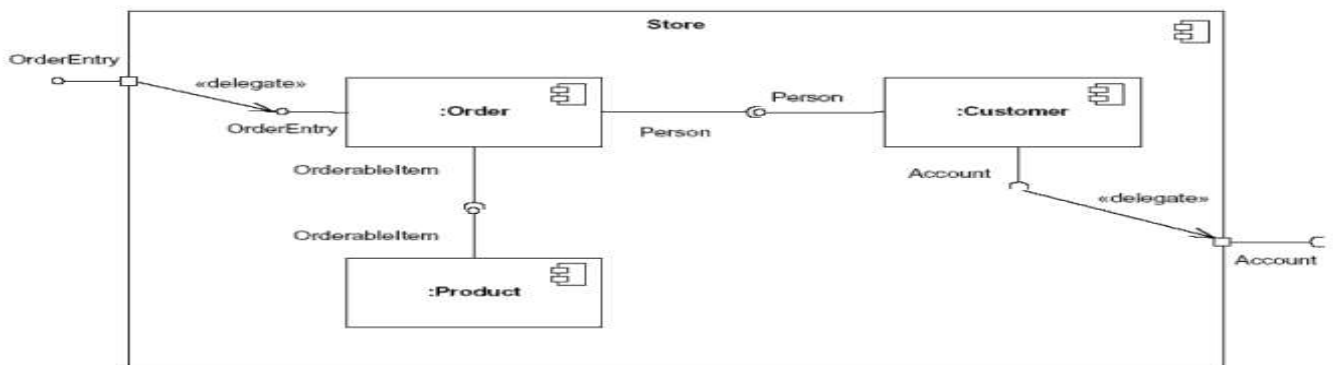 Store
OrderEntry
«delegate»
:Order
OrderEntry
Person
Person
:Customer
OrderableItem
OrderableItem
:Product
Account
«delegate»
Account